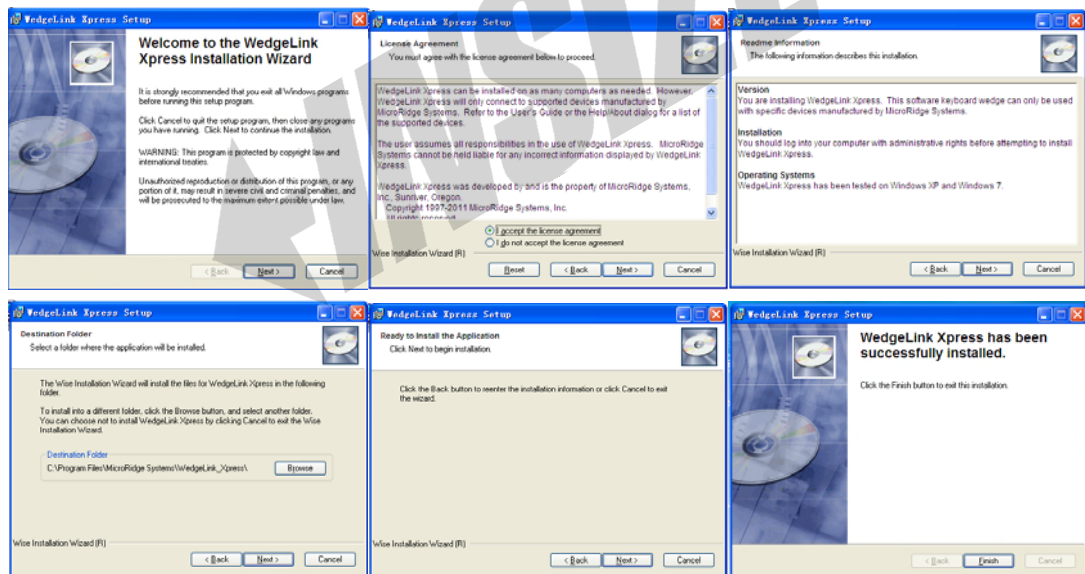 WedgeLink Xpress Setup
Welcome to the WedgeLink
Xpress Installation Wizard
It is strongly recommended that you exit all Windows programs
before running this setup program.
Click Cancel to quit the setup program, then close any programs
you have running. Click Next to continue the installation.
WARNING: This program is protected by copyright law and
international treaties.
Unauthorized reproduction or distribution of this program, or any
portion of it, may result in severe civil and criminal penalties, and
will be prosecuted to the maximum extent possible under law.
< Back
Next >
Cancel
WedgeLink Xpress Setup
License Agreement
You must agree with the license agreement below to proceed.
WedgeLink Xpress can be installed on as many computers as needed. However,
WedgeLink Xpress will only connect to supported devices manufactured by
MicroRidge Systems. Refer to the User's Guide or the Help/About dialog for a list of
the supported devices.
The user assumes all responsibilities in the use of WedgeLink Xpress. MicroRidge
Systems cannot be held liable for any incorrect information displayed by WedgeLink
Xpress.
WedgeLink Xpress was developed by and is the property of MicroRidge Systems,
Inc., Sunriver, Oregon.
Copyright 1997-2011 MicroRidge Systems, Inc.
All rights reserved
I accept the license agreement
I do not accept the license agreement
Wise Installation Wizard (R)
Reset
< Back
Next >
Cancel
WedgeLink Xpress Setup
Readme Information
The following information describes this installation.
Version
You are installing WedgeLink Xpress. This software keyboard wedge can only be used
with specific devices manufactured by MicroRidge Systems.
Installation
You should log into your computer with administrative rights before attempting to install
WedgeLink Xpress.
Operating Systems
WedgeLink Xpress has been tested on Windows XP and Windows 7.
Wise Installation Wizard (R)
< Back
Next >
Cancel
WedgeLink Xpress Setup
Destination Folder
Select a folder where the application will be installed.
The Wise Installation Wizard will install the files for WedgeLink Xpress in the following
folder.
To install into a different folder, click the Browse button, and select another folder.
You can choose not to install WedgeLink Xpress by clicking Cancel to exit the Wise
Installation Wizard.
Destination Folder
C:\Program Files\MicroRidge Systems\WedgeLink_Xpress\
Browse
Wise Installation Wizard (R)
< Back
Next >
Cancel
WedgeLink Xpress Setup
Ready to Install the Application
Click Next to begin installation.
Click the Back button to reenter the installation information or click Cancel to exit
the wizard.
Wise Installation Wizard (R)
< Back
Next >
Cancel
WedgeLink Xpress Setup
WedgeLink Xpress has been
successfully installed.
Click the Finish button to exit this installation.
< Back
Finish
Cancel